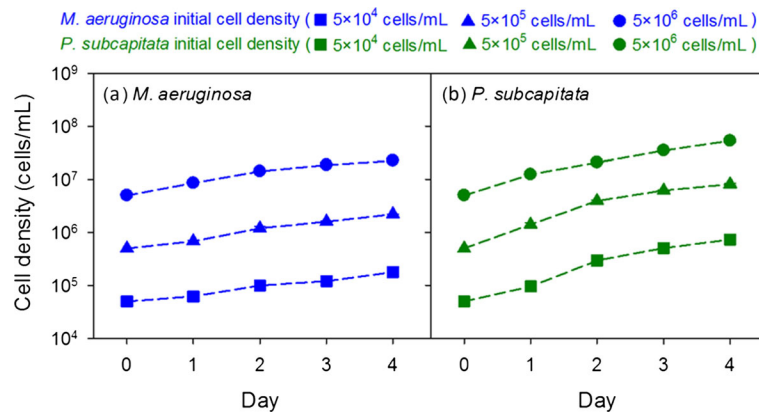 M. aeruginosa initial cell density ( 5×10⁴ cells/mL 5×10⁵ cells/mL 5×10⁶ cells/mL )
P. subcapitata initial cell density ( 5×10⁴ cells/mL 5×10⁵ cells/mL 5×10⁶ cells/mL )
Cell density (cells/mL)
10⁹
10⁸
10⁷
10⁶
10⁵
10⁴
(a) M. aeruginosa
(b) P. subcapitata
0 1 2 3 4
0 1 2 3 4
Day
Day